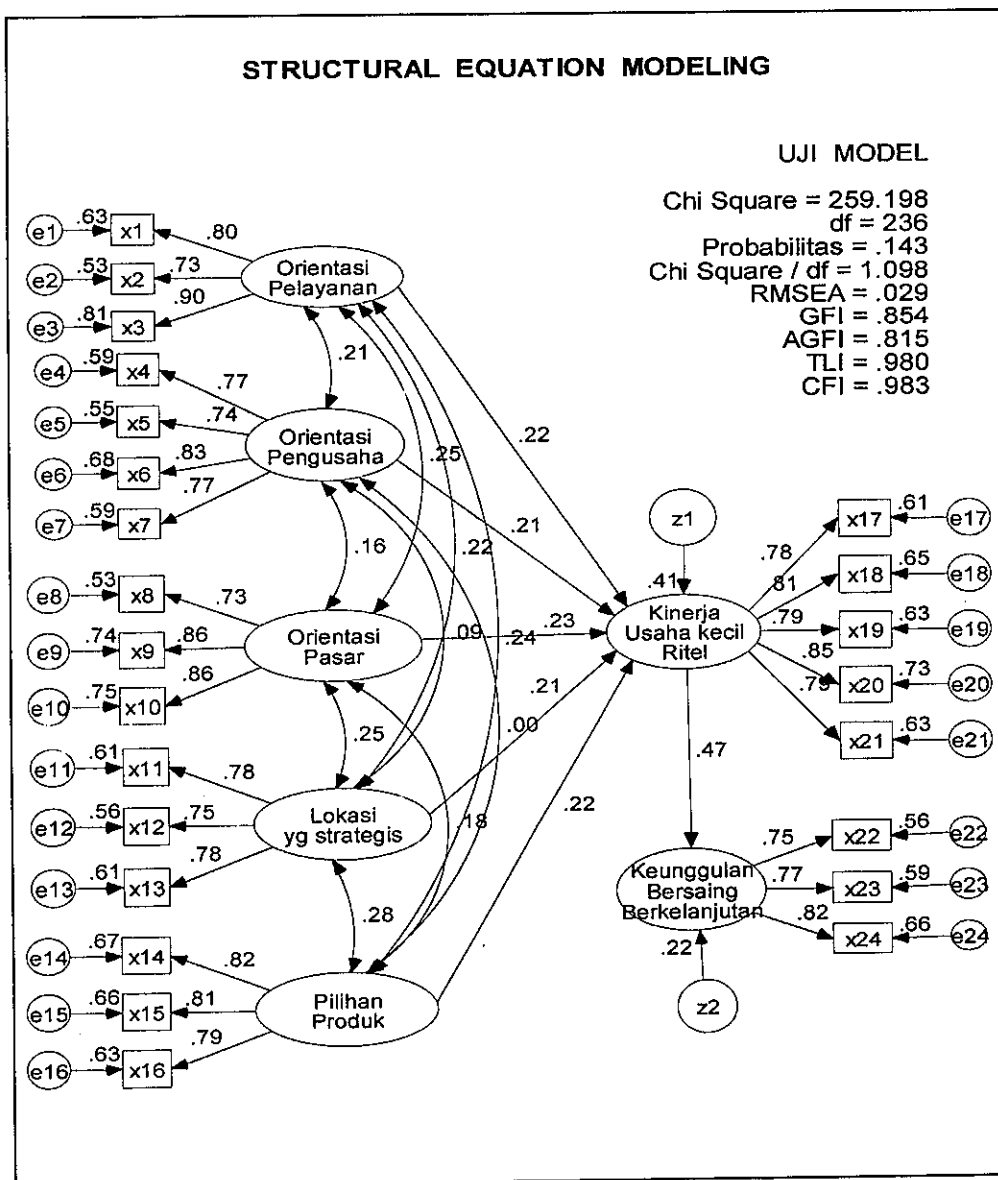 STRUCTURAL EQUATION MODELING
UJI MODEL
Chi Square = 259.198
df = 236
Probabilitas = .143
Chi Square / df = 1.098
RMSEA = .029
GFI = .854
AGFI = .815
TLI = .980
CFI = .983
e1 .63 x1 .80
e2 .53 x2 .73
e3 .81 x3 .90
Orientasi
Pelayanan
.21
e4 .59 x4 .77
e5 .55 x5 .74
e6 .68 x6 .83
e7 .59 x7 .77
Orientasi
Pengusaha
.25
.22
.22
.21
.16
e8 .53 x8 .73
e9 .74 x9 .86
e10 .75 x10 .86
Orientasi
Pasar
.09
.24
.23
.21
.00
.25
e11 .61 x11 .78
e12 .56 x12 .75
e13 .61 x13 .78
Lokasi
yg strategis
.18
.22
.28
e14 .67 x14 .82
e15 .66 x15 .81
e16 .63 x16 .79
Pilihan
Produk
z1
.41
Kinerja
Usaha kecil
Ritel
.78 x17 .61 e17
.81 x18 .65 e18
.79 x19 .63 e19
.85 x20 .73 e20
x21 .63 e21
.47
Keunggulan
Bersaing
Berkelanjutan
.75 x22 .56 e22
.77 x23 .59 e23
.82 x24 .66 e24
.22
z2